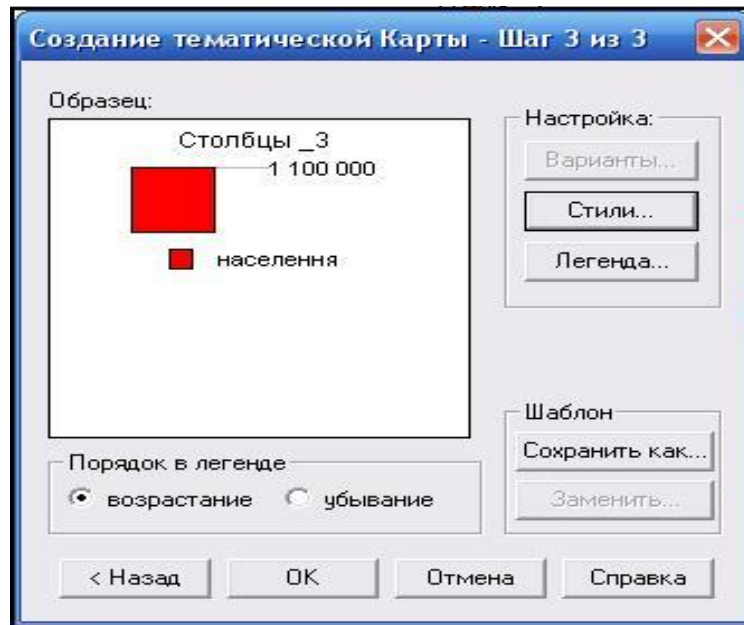 Создание тематической Карты - Шаг 3 из 3
Образец:
Столбцы _3
1 100 000
населення
Настройка:
Варианты...
Стили...
Легенда...
Порядок в легенде
возрастание убывание
Шаблон
Сохранить как...
Заменить...
< Назад OK Отмена Справка